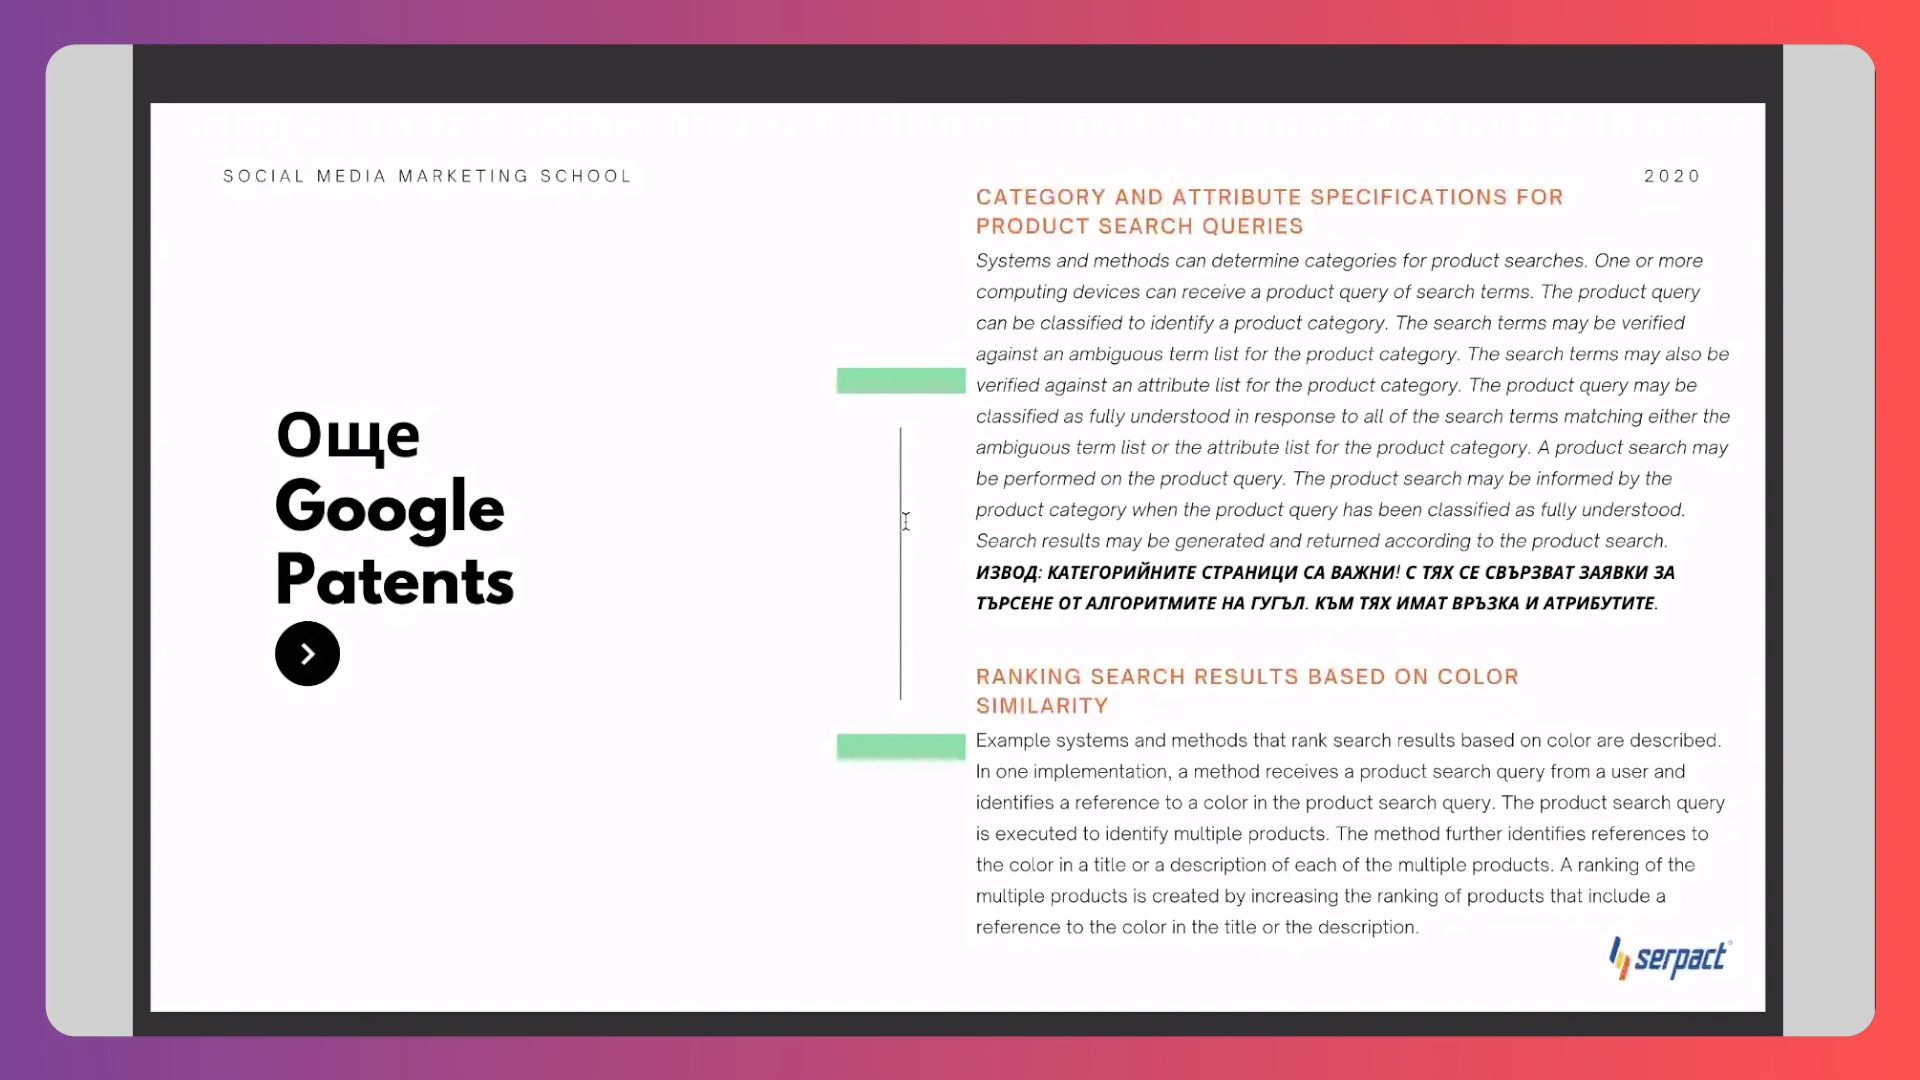 SOCIAL MEDIA MARKETING SCHOOL
2020
Още
Google
Patents
CATEGORY AND ATTRIBUTE SPECIFICATIONS FOR
PRODUCT SEARCH QUERIES
Systems and methods can determine categories for product searches. One or more
computing devices can receive a product query of search terms. The product query
can be classified to identify a product category. The search terms may be verified
against an ambiguous term list for the product category. The search terms may also be
verified against an attribute list for the product category. The product query may be
classified as fully understood in response to all of the search terms matching either the
ambiguous term list or the attribute list for the product category. A product search may
be performed on the product query. The product search may be informed by the
product category when the product query has been classified as fully understood.
Search results may be generated and returned according to the product search.
ИЗВОД: КАТЕГОРИЙНИТЕ СТРАНИЦИ СА ВАЖНИ! С ТЯХ СЕ СВЪРЗВАТ ЗАЯВКИ ЗА
ТЪРСЕНЕ ОТ АЛГОРИТМИТЕ НА ГУГЪЛ. КЪМ ТЯХ ИМАТ ВРЪЗКА И АТРИБУТИТЕ.
RANKING SEARCH RESULTS BASED ON COLOR
SIMILARITY
Example systems and methods that rank search results based on color are described.
In one implementation, a method receives a product search query from a user and
identifies a reference to a color in the product search query. The product search query
is executed to identify multiple products. The method further identifies references to
the color in a title or a description of each of the multiple products. A ranking of the
multiple products is created by increasing the ranking of products that include a
reference to the color in the title or the description.
serpact